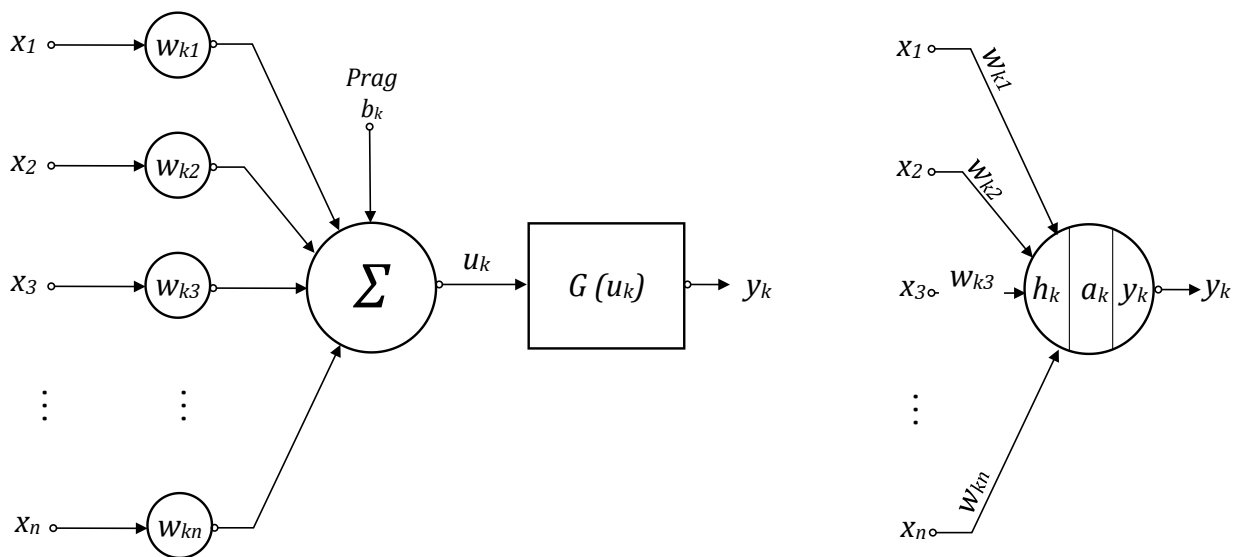 x1
wk1
Prag
bk
x2
wk2
x3
wk3
Σ
uk
G (uk)
yk
⋮
⋮
xn
wkn
x1
wk1
x2
wk2
x3
wk3
hk
ak
yk
yk
⋮
xn
wkn